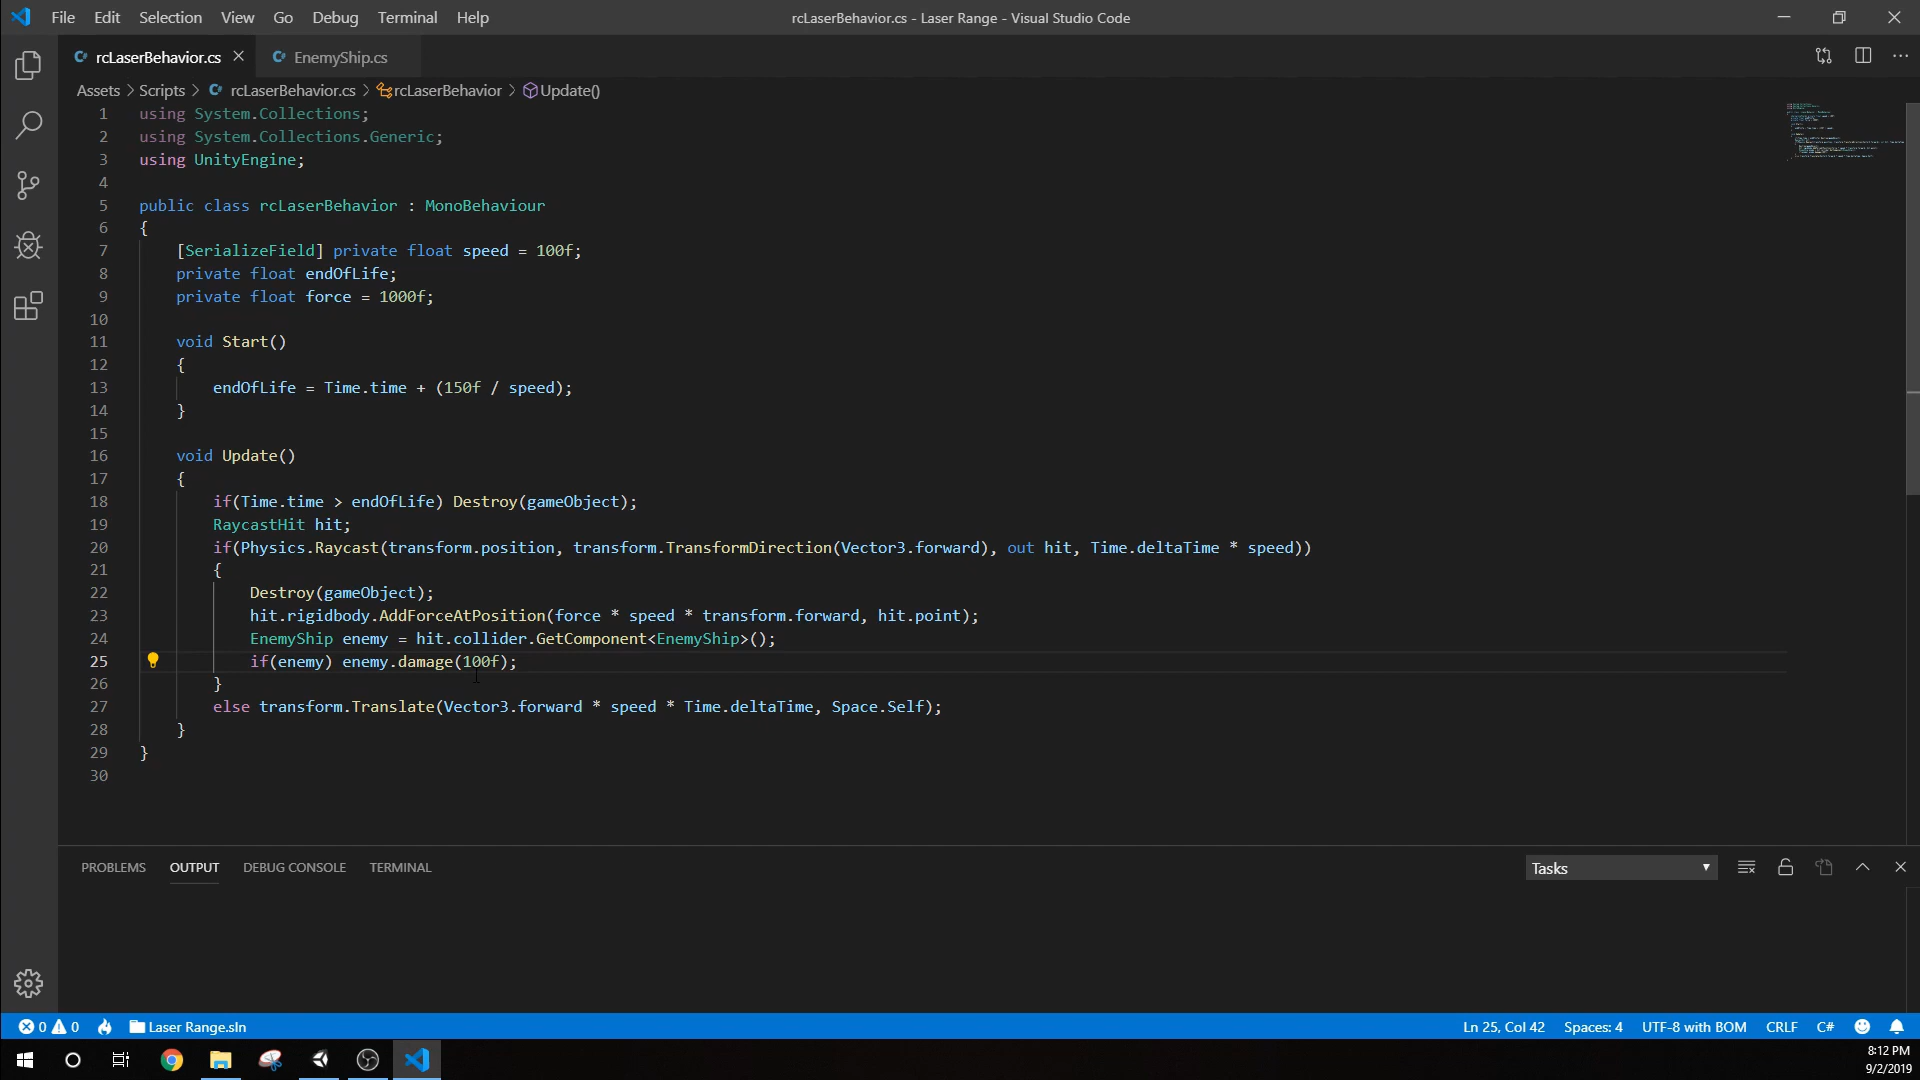 File Edit Selection View Go Debug Terminal Help
rcLaserBehavior.cs - Laser Range - Visual Studio Code
C# rcLaserBehavior.cs
C# EnemyShip.cs
Assets > Scripts > C# rcLaserBehavior.cs > rcLaserBehavior > Update()
1 using System.Collections;
2 using System.Collections.Generic;
3 using UnityEngine;
4
5 public class rcLaserBehavior : MonoBehaviour
6 {
7 [SerializeField] private float speed = 100f;
8 private float endOfLife;
9 private float force = 1000f;
10
11 void Start()
12 {
13 endOfLife = Time.time + (150f / speed);
14 }
15
16 void Update()
17 {
18 if(Time.time > endOfLife) Destroy(gameObject);
19 RaycastHit hit;
20 if(Physics.Raycast(transform.position, transform.TransformDirection(Vector3.forward), out hit, Time.deltaTime * speed))
21 {
22 Destroy(gameObject);
23 hit.rigidbody.AddForceAtPosition(force * speed * transform.forward, hit.point);
24 EnemyShip enemy = hit.collider.GetComponent<EnemyShip>();
25 if(enemy) enemy.damage(100f);
26 }
27 else transform.Translate(Vector3.forward * speed * Time.deltaTime, Space.Self);
28 }
29 }
30
PROBLEMS OUTPUT DEBUG CONSOLE TERMINAL
Tasks
0 0 Laser Range.sln
Ln 25, Col 42 Spaces: 4 UTF-8 with BOM CRLF C#
8:12 PM
9/2/2019